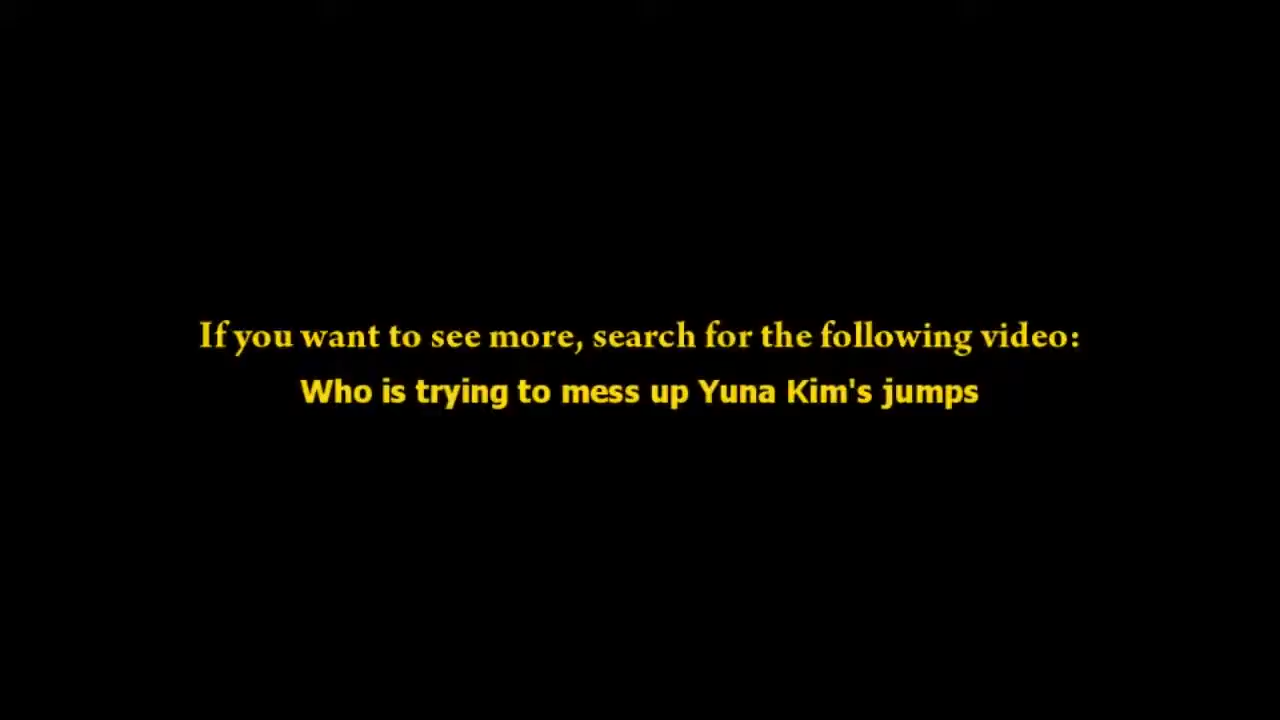 If you want to see more, search for the following video:
Who is trying to mess up Yuna Kim's jumps